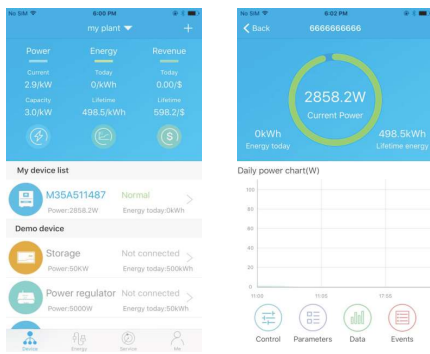 No SIM 6:00 PM
my plant
Power Energy Revenue
Current Today Today
2.9/kW 0/kWh 0.00/$
Capacity Lifetime Lifetime
3.0/kW 498.5/kWh 598.2/$
My device list
M35A511487 Normal
Power:2858.2W Energy today:0kWh
Demo device
Storage Not connected
Power:50KW Energy today:500kWh
Power regulator Not connected
Power:5000W Energy today:50kWh
Device Energy Service Me
No SIM 6:02 PM
Back 6666666666
2858.2W
Current Power
0kWh 498.5kWh
Energy today Lifetime energy
Daily power chart(W)
100
80
60
40
20
0
11:00 11:05 17:55
Control Parameters Data Events